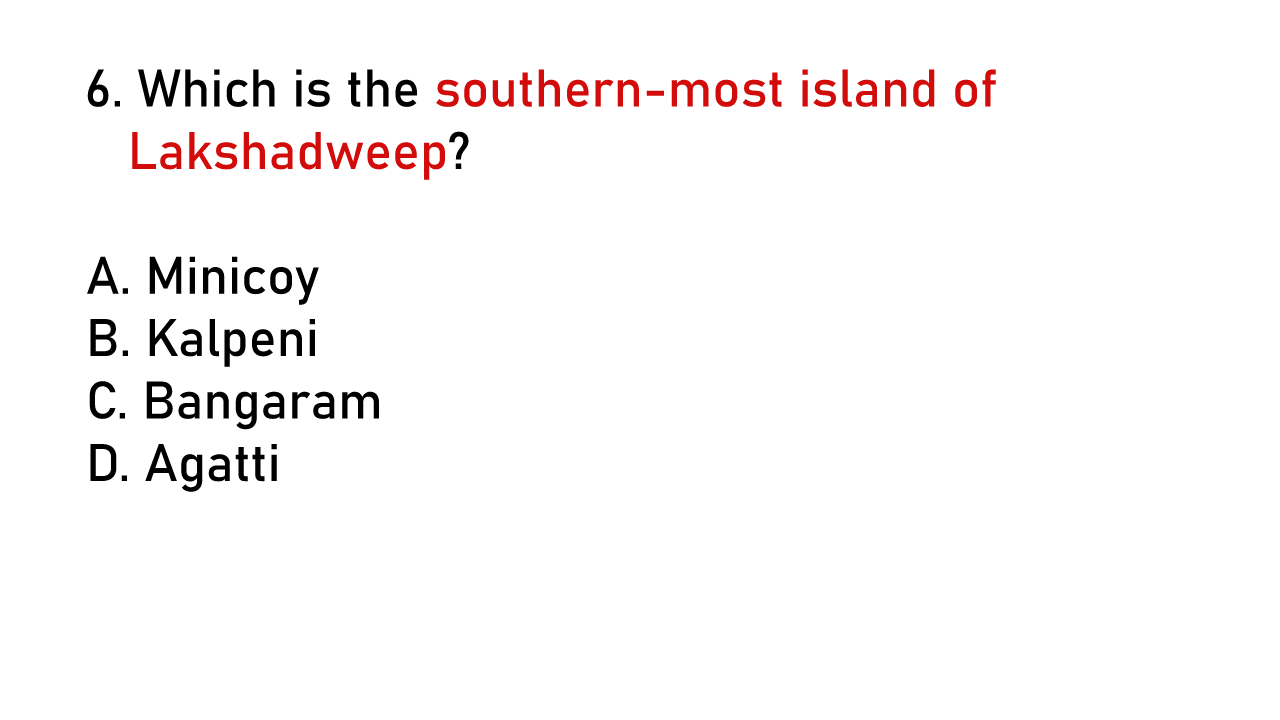 6. Which is the southern-most island of
Lakshadweep?
A. Minicoy
B. Kalpeni
C. Bangaram
D. Agatti